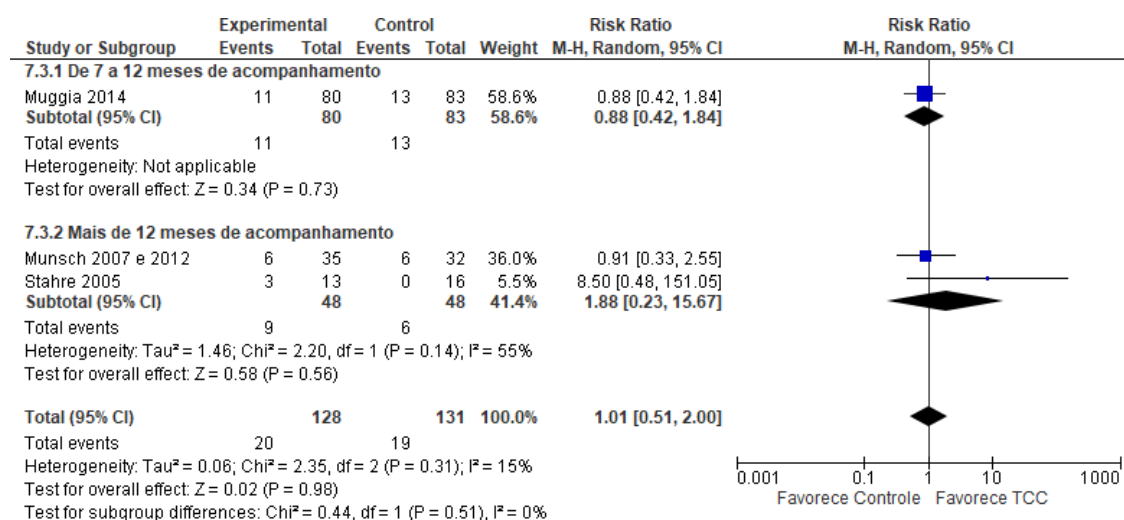 Experimental Control Risk Ratio Risk Ratio
Study or Subgroup Events Total Events Total Weight M-H, Random, 95% CI M-H, Random, 95% CI
7.3.1 De 7 a 12 meses de acompanhamento
Muggia 2014 11 80 13 83 58.6% 0.88 [0.42, 1.84]
Subtotal (95% CI) 80 83 58.6% 0.88 [0.42, 1.84]
Total events 11 13
Heterogeneity: Not applicable
Test for overall effect: Z = 0.34 (P = 0.73)
7.3.2 Mais de 12 meses de acompanhamento
Munsch 2007 e 2012 6 35 6 32 36.0% 0.91 [0.33, 2.55]
Stahre 2005 3 13 0 16 5.5% 8.50 [0.48, 151.05]
Subtotal (95% CI) 48 48 41.4% 1.88 [0.23, 15.67]
Total events 9 6
Heterogeneity: Tau² = 1.46; Chi² = 2.20, df = 1 (P = 0.14); I² = 55%
Test for overall effect: Z = 0.58 (P = 0.56)
Total (95% CI) 128 131 100.0% 1.01 [0.51, 2.00]
Total events 20 19
Heterogeneity: Tau² = 0.06; Chi² = 2.35, df = 2 (P = 0.31); I² = 15%
Test for overall effect: Z = 0.02 (P = 0.98)
Test for subgroup differences: Chi² = 0.44, df = 1 (P = 0.51), I² = 0%
0.001 0.1 1 10 1000
Favorece Controle Favorece TCC